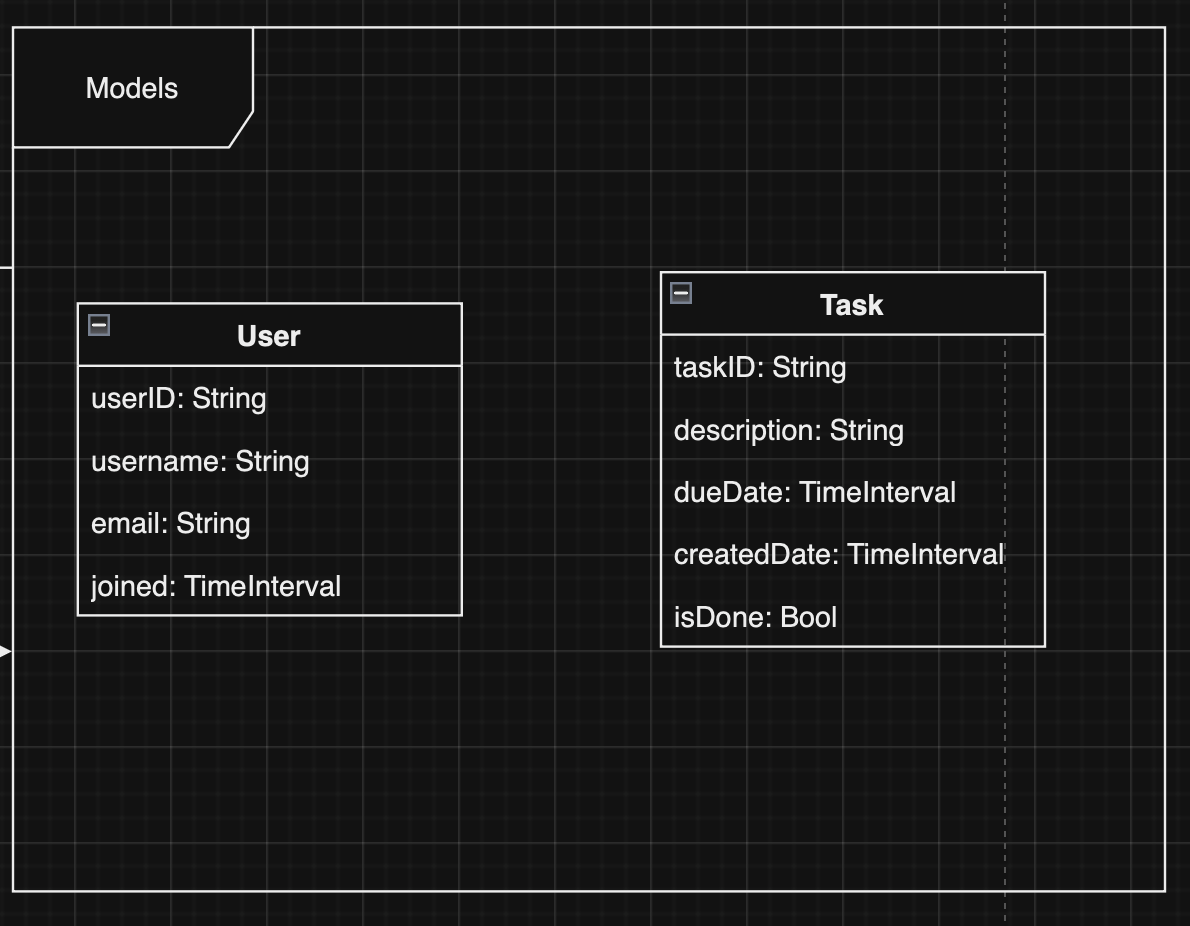 Models
User
userID: String
username: String
email: String
joined: TimeInterval
Task
taskID: String
description: String
dueDate: TimeInterval
createdDate: TimeInterval
isDone: Bool